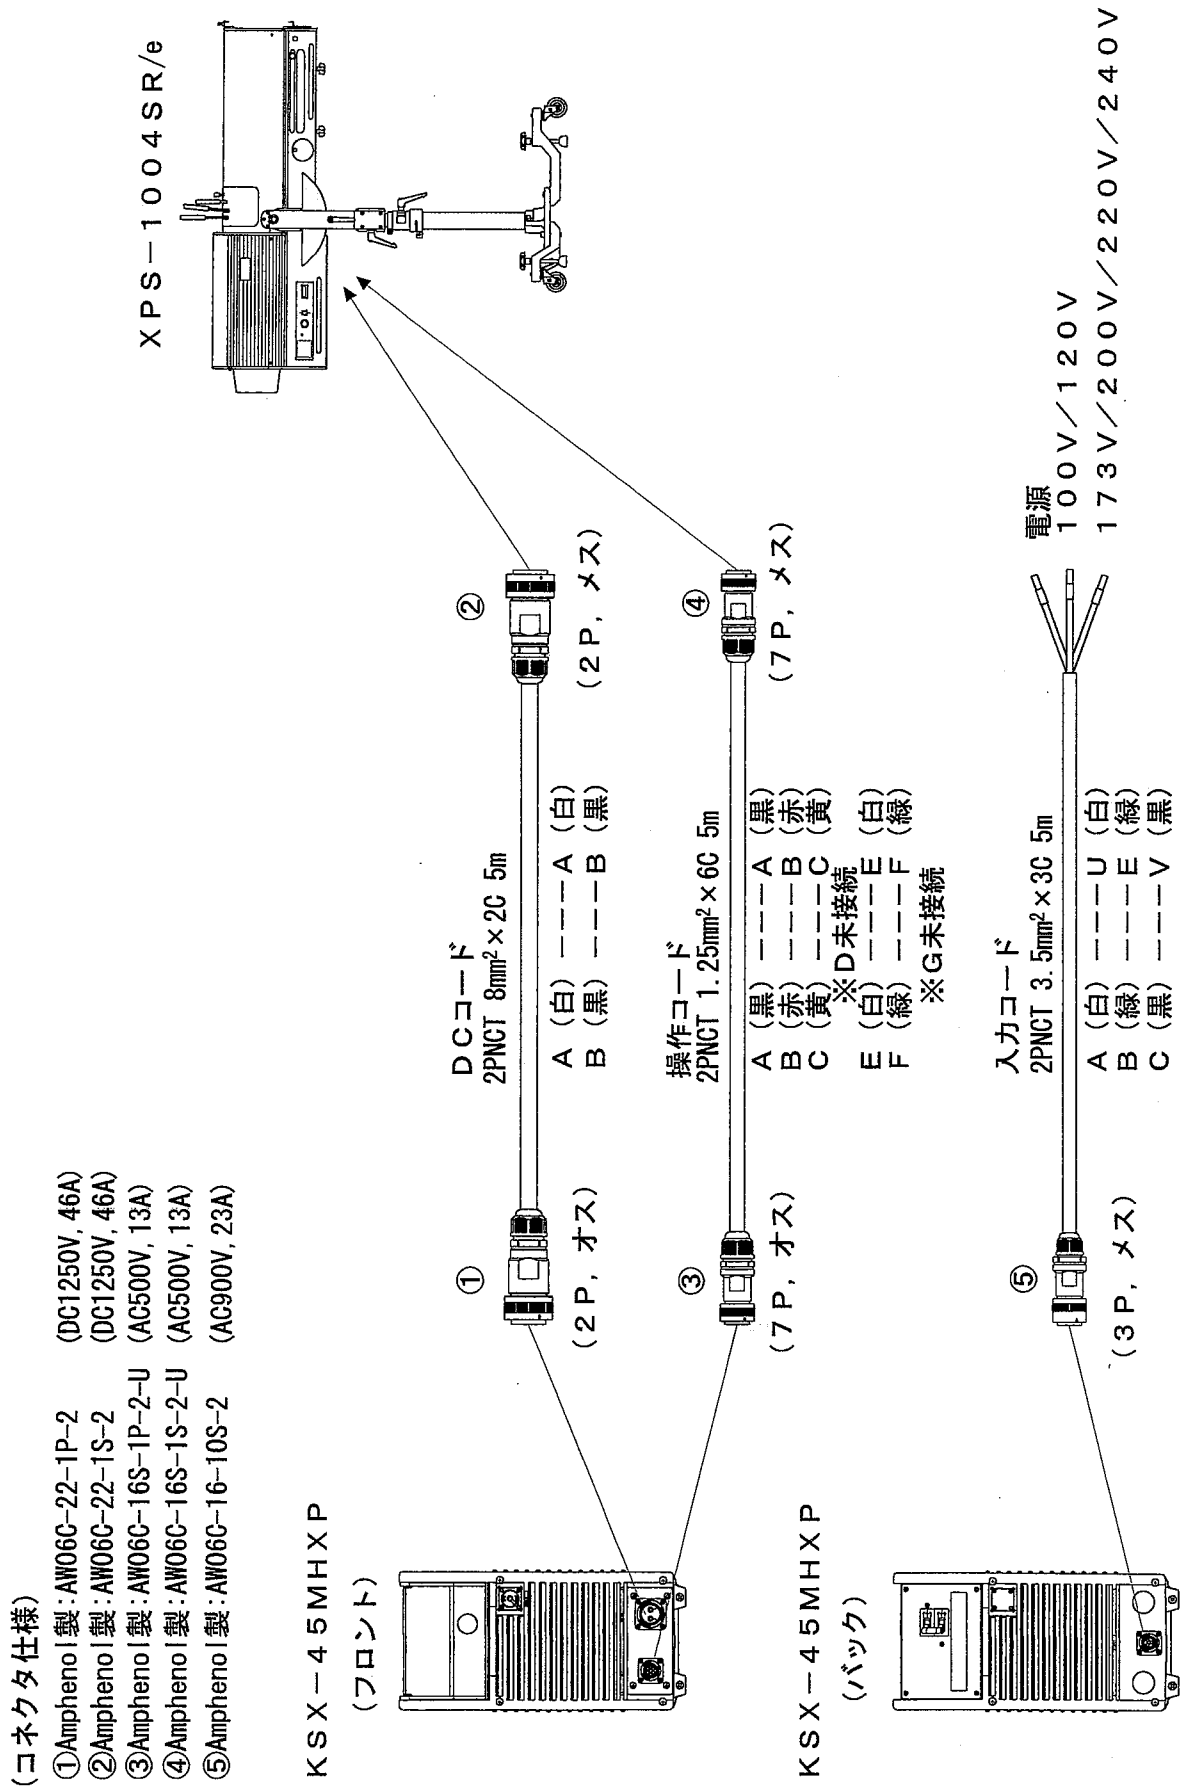 (コネクタ仕様)
①Amphenol製:AW06C-22-1P-2 (DC1250V,46A)
②Amphenol製:AW06C-22-1S-2 (DC1250V,46A)
③Amphenol製:AW06C-16S-1P-2-U (AC500V,13A)
④Amphenol製:AW06C-16S-1S-2-U (AC500V,13A)
⑤Amphenol製:AW06C-16-10S-2 (AC900V,23A)
XPS-1004SR/e
KSX-45MHXP
(フロント)
①
(2P, オス)
DCコード
2PNCT 8mm²×2C 5m
A (白) ----A (白)
B (黒) ----B (黒)
②
(2P, メス)
③
(7P, オス)
操作コード
2PNCT 1.25mm²×6C 5m
A (黒) ----A (黒)
B (赤) ----B (赤)
C (黄) ----C (黄)
※D未接続
E (白) ----E (白)
F (緑) ----F (緑)
※G未接続
④
(7P, メス)
KSX-45MHXP
(バック)
⑤
(3P, メス)
入力コード
2PNCT 3.5mm²×3C 5m
A (白) ----U (白)
B (緑) ----E (緑)
C (黒) ----V (黒)
電源
100V/120V
173V/200V/220V/240V